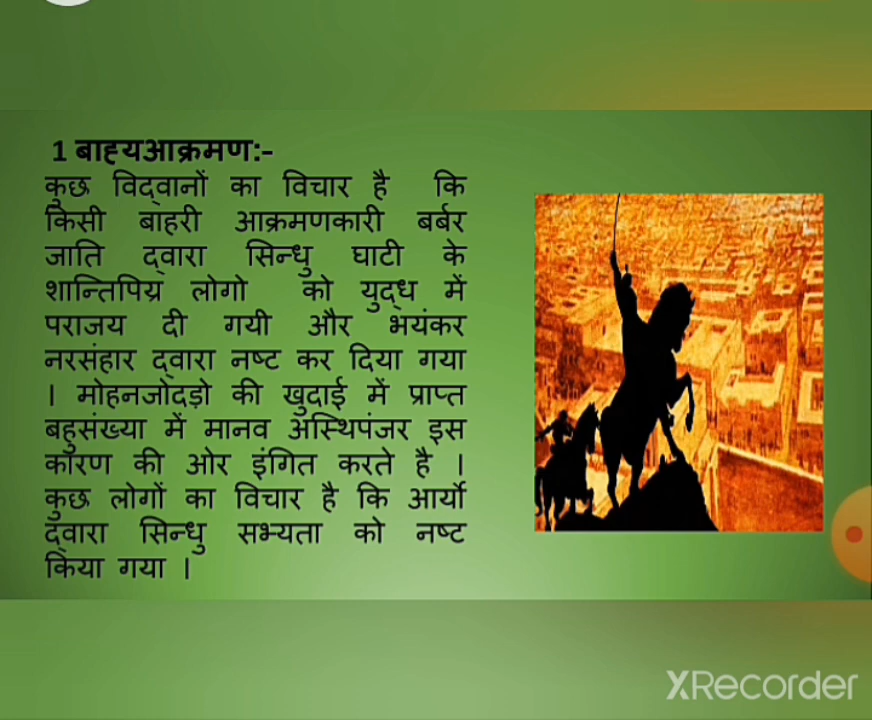 1 बाह्यआक्रमण:-
कुछ विद्वानों का विचार है कि
किसी बाहरी आक्रमणकारी बर्बर
जाति द्वारा सिन्धु घाटी के
शान्तिपिय्र लोगो को युद्ध में
पराजय दी गयी और भयंकर
नरसंहार द्वारा नष्ट कर दिया गया
। मोहनजोदड़ो की खुदाई में प्राप्त
बहुसंख्या में मानव अस्थिपंजर इस
कारण की ओर इंगित करते है ।
कुछ लोगों का विचार है कि आर्यो
द्वारा सिन्धु सभ्यता को नष्ट
किया गया ।
XRecorder